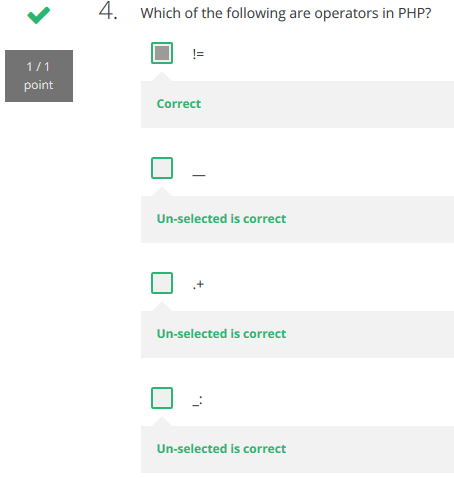 4. Which of the following are operators in PHP?
1 / 1
point
!=
Correct
__
Un-selected is correct
.+
Un-selected is correct
_:
Un-selected is correct